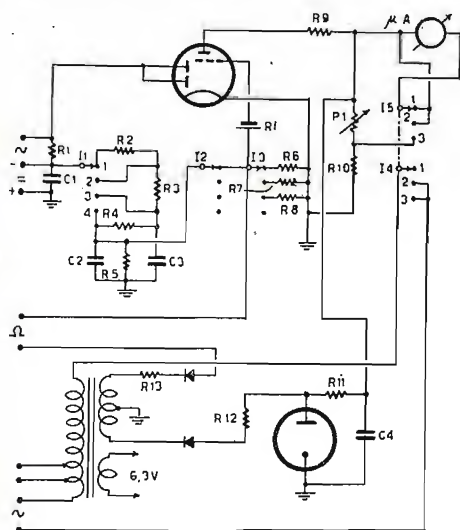 R9
μA
~
R1
-
=
+
C1
I1
1
2
3
4
R2
R3
R4
C2
R5
C3
I2
R1
I3
R6
R7
R8
P1
R10
I5
1
2
3
I4
1
2
3
Ω
R13
R12
R11
C4
6,3V
~